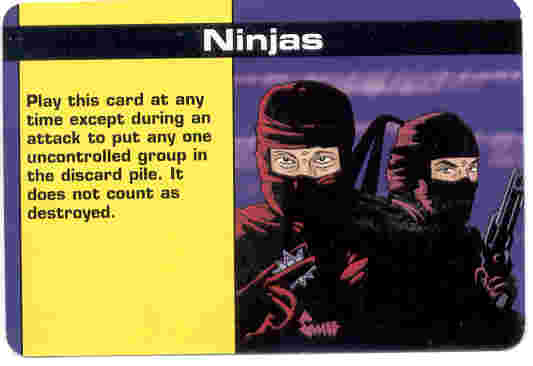 Ninjas
Play this card at any
time except during an
attack to put any one
uncontrolled group in
the discard pile. It
does not count as
destroyed.